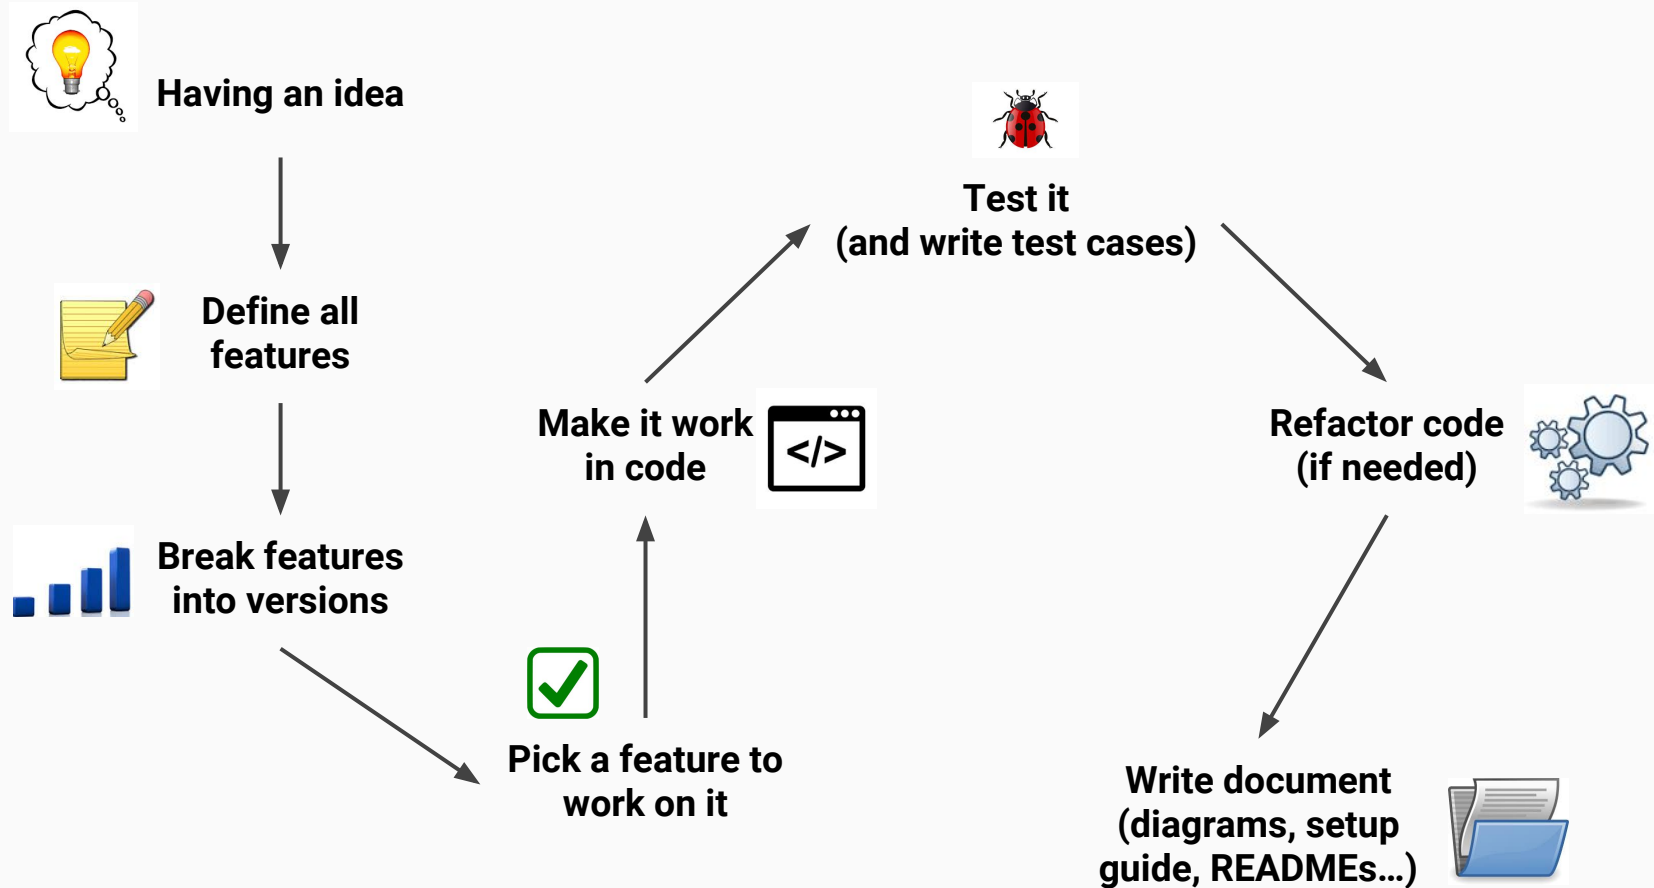 Having an idea
Define all
features
Break features
into versions
Pick a feature to
work on it
Make it work
in code
</>
Test it
(and write test cases)
Refactor code
(if needed)
Write document
(diagrams, setup
guide, READMEs...)